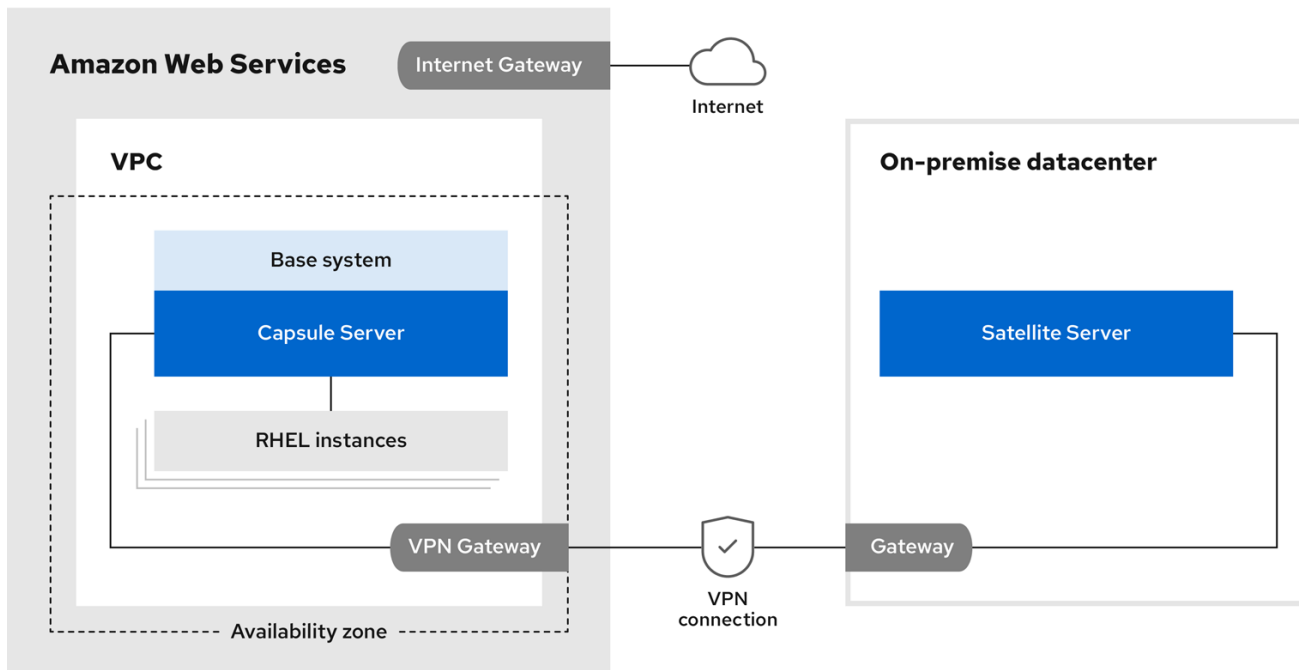 Amazon Web Services
Internet Gateway
Internet
VPC
On-premise datacenter
Base system
Capsule Server
Satellite Server
RHEL instances
VPN Gateway
Gateway
VPN
connection
Availability zone